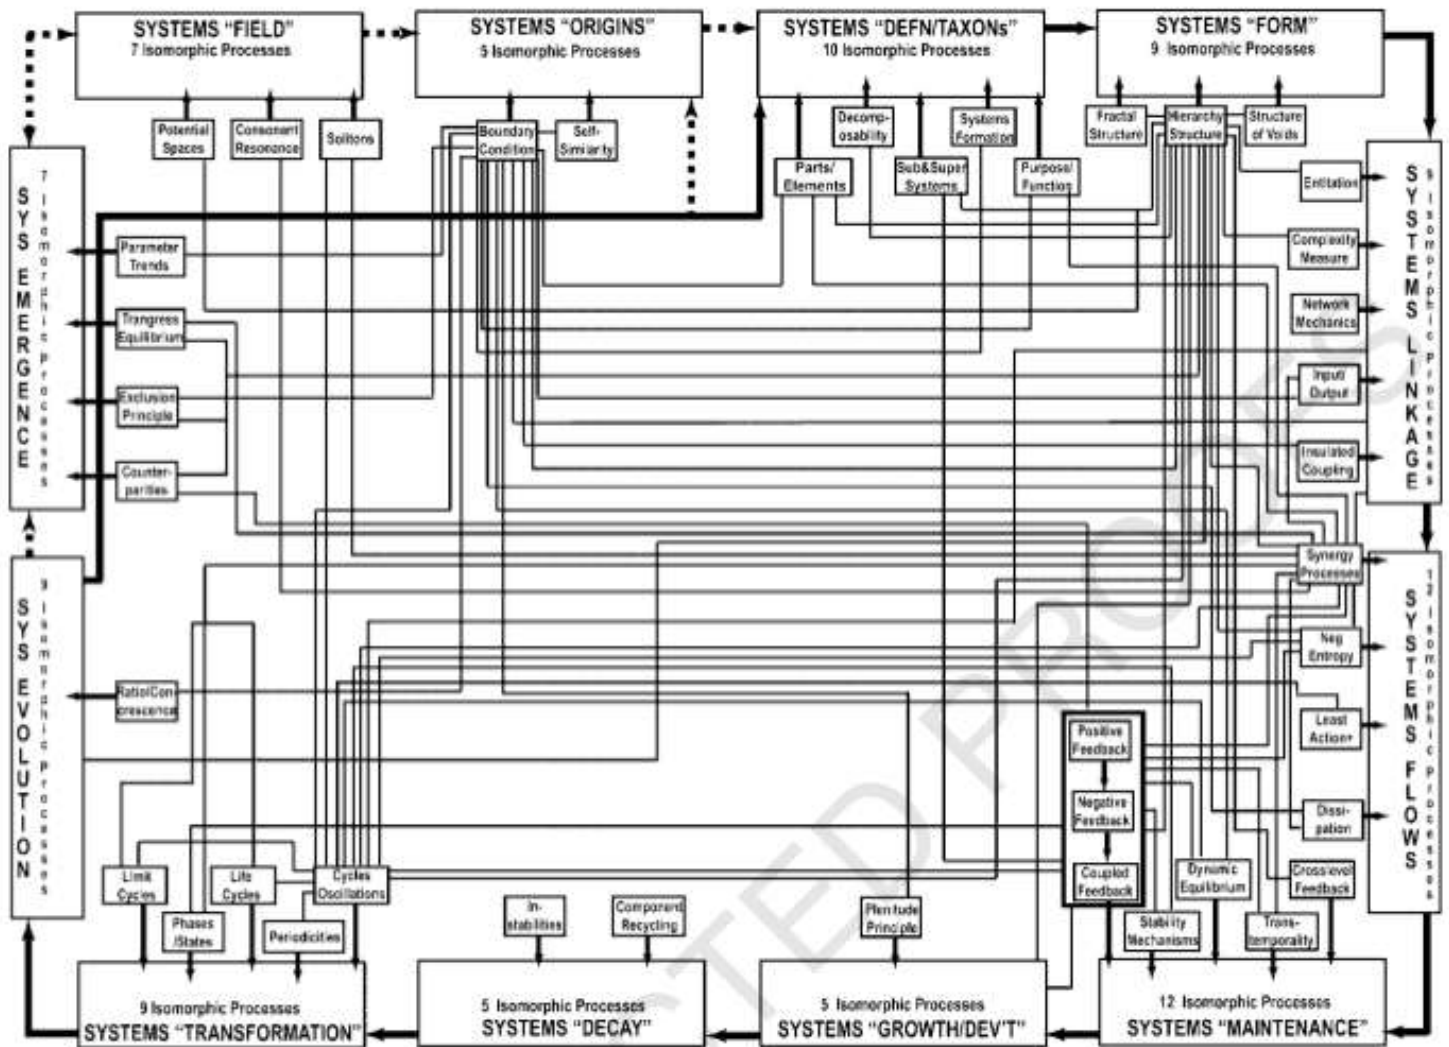 SYSTEMS “FIELD”
7 Isomorphic Processes
SYSTEMS “ORIGINS”
5 Isomorphic Processes
SYSTEMS “DEFN/TAXONs”
10 Isomorphic Processes
SYSTEMS “FORM”
9 Isomorphic Processes
Potential
Spaces
Consonant
Resonance
Solitons
Boundary
Condition
Self-
Similarity
Parts/
Elements
Decomp-
osability
Sub&Super
Systems
Systems
Formation
Purpose/
Function
Fractal
Structure
Hierarchy
Structure
Structure
of Voids
SYS EMERGENCE
7 Isomorphic Processes
Parameter
Trends
Trangress
Equilibrium
Exclusion
Principle
Counter-
parities
SYSTEMS LINKAGE
9 Isomorphic Processes
Entitation
Complexity
Measure
Network
Mechanics
Input/
Output
Insulated
Coupling
SYS EVOLUTION
9 Isomorphic Processes
Ratio/Con-
crescence
SYSTEMS FLOWS
12 Isomorphic Processes
Synergy
Processes
Neg
Entropy
Least
Action+
Dissi-
pation
Positive
Feedback
Negative
Feedback
Coupled
Feedback
Limit
Cycles
Phases
/States
Life
Cycles
Periodicities
Cycles
Oscillations
In-
stabilities
Component
Recycling
Plenitude
Principle
Stability
Mechanisms
Dynamic
Equilibrium
Trans-
temporality
Crosslevel
Feedback
9 Isomorphic Processes
SYSTEMS “TRANSFORMATION”
5 Isomorphic Processes
SYSTEMS “DECAY”
5 Isomorphic Processes
SYSTEMS “GROWTH/DEV’T”
12 Isomorphic Processes
SYSTEMS “MAINTENANCE”